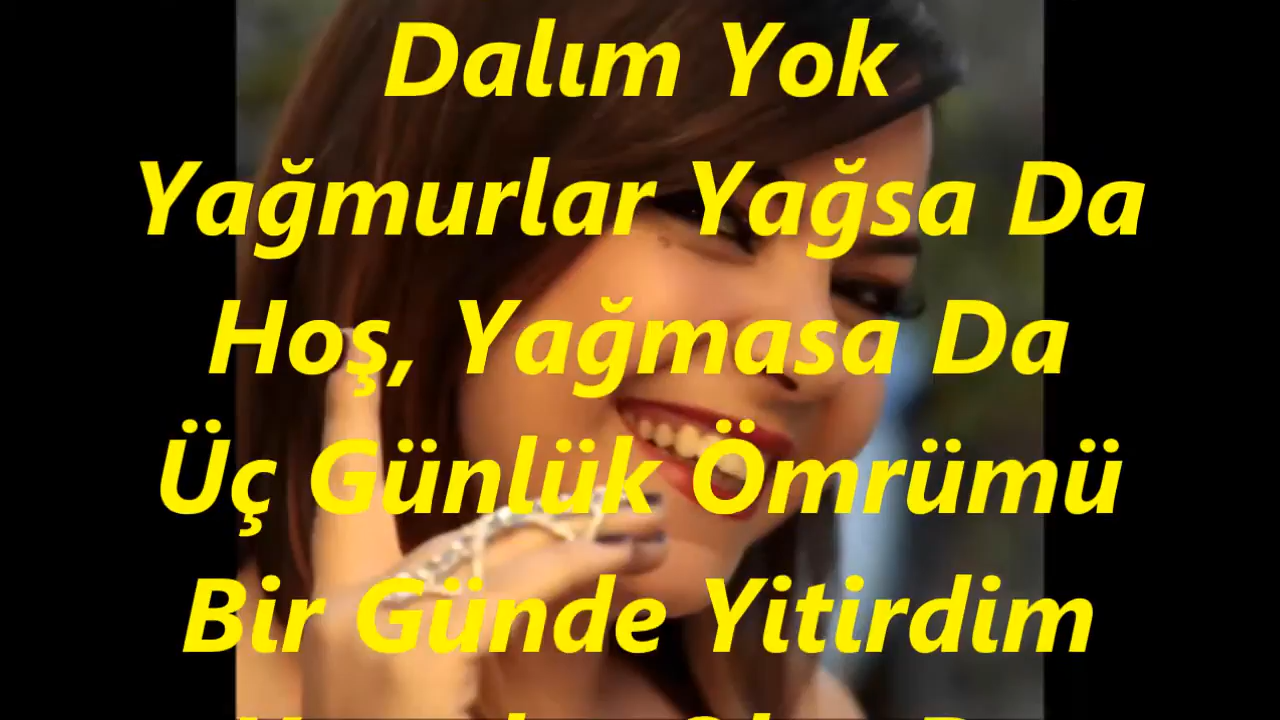 Dalım Yok
Yağmurlar Yağsa Da
Hoş, Yağmasa Da
Üç Günlük Ömrümü
Bir Günde Yitirdim